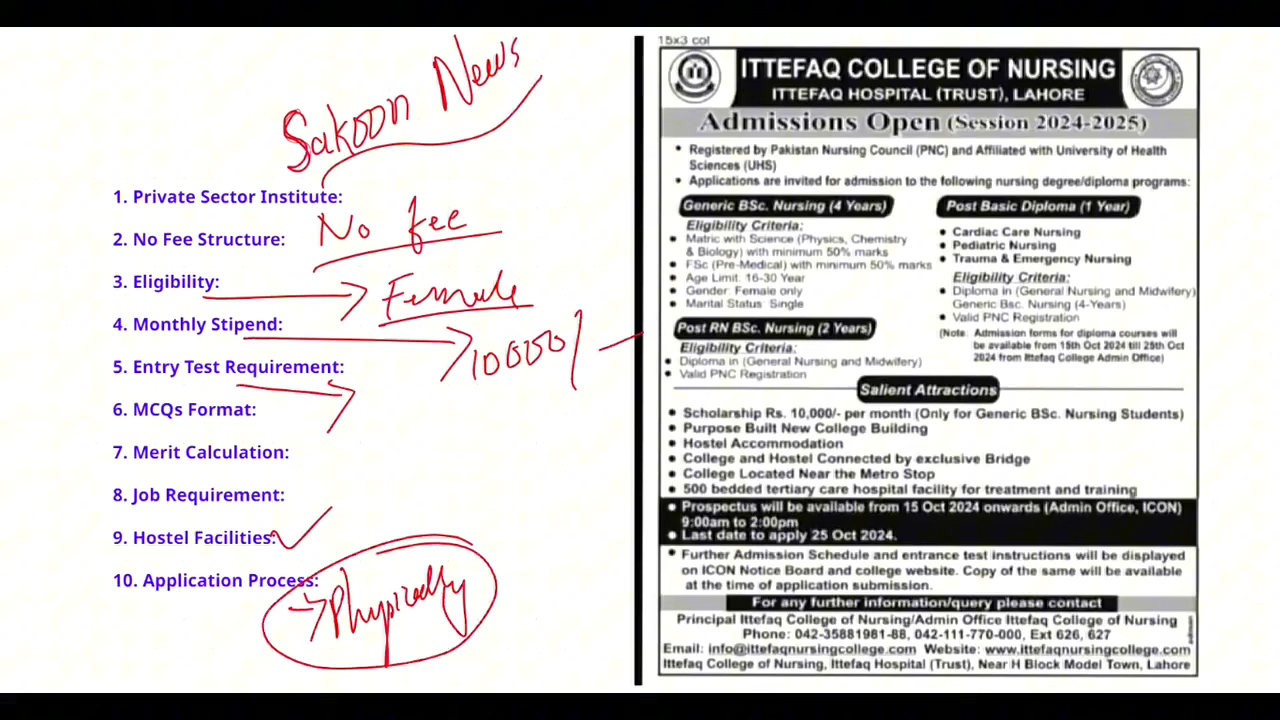 Sakoon News
1. Private Sector Institute:
2. No Fee Structure: No fee
3. Eligibility: Female
4. Monthly Stipend: 10000/-
5. Entry Test Requirement:
6. MCQs Format:
7. Merit Calculation:
8. Job Requirement:
9. Hostel Facilities:
10. Application Process: Physically
15x3 col
ITTEFAQ COLLEGE OF NURSING
ITTEFAQ HOSPITAL (TRUST), LAHORE
Admissions Open (Session 2024-2025)
• Registered by Pakistan Nursing Council (PNC) and Affiliated with University of Health
Sciences (UHS)
• Applications are invited for admission to the following nursing degree/diploma programs:
Generic BSc. Nursing (4 Years)
Eligibility Criteria:
• Matric with Science (Physics, Chemistry
& Biology) with minimum 50% marks
• FSc (Pre-Medical) with minimum 50% marks
• Age Limit: 16-30 Year
• Gender: Female only
• Marital Status: Single
Post RN BSc. Nursing (2 Years)
Eligibility Criteria:
• Diploma in (General Nursing and Midwifery)
• Valid PNC Registration
Post Basic Diploma (1 Year)
• Cardiac Care Nursing
• Pediatric Nursing
• Trauma & Emergency Nursing
Eligibility Criteria:
• Diploma in (General Nursing and Midwifery)
Generic Bsc. Nursing (4-Years)
• Valid PNC Registration
(Note: Admission forms for diploma courses will
be available from 15th Oct 2024 till 25th Oct
2024 from Ittefaq College Admin Office)
Salient Attractions
• Scholarship Rs. 10,000/- per month (Only for Generic BSc. Nursing Students)
• Purpose Built New College Building
• Hostel Accommodation
• College and Hostel Connected by exclusive Bridge
• College Located Near the Metro Stop
• 500 bedded tertiary care hospital facility for treatment and training
• Prospectus will be available from 15 Oct 2024 onwards (Admin Office, ICON)
9:00am to 2:00pm
• Last date to apply 25 Oct 2024.
• Further Admission Schedule and entrance test instructions will be displayed
on ICON Notice Board and college website. Copy of the same will be available
at the time of application submission.
For any further information/query please contact
Principal Ittefaq College of Nursing/Admin Office Ittefaq College of Nursing
Phone: 042-35881981-88, 042-111-770-000, Ext 626, 627
Email: info@ittefaqnursingcollege.com Website: www.ittefaqnursingcollege.com
Ittefaq College of Nursing, Ittefaq Hospital (Trust), Near H Block Model Town, Lahore